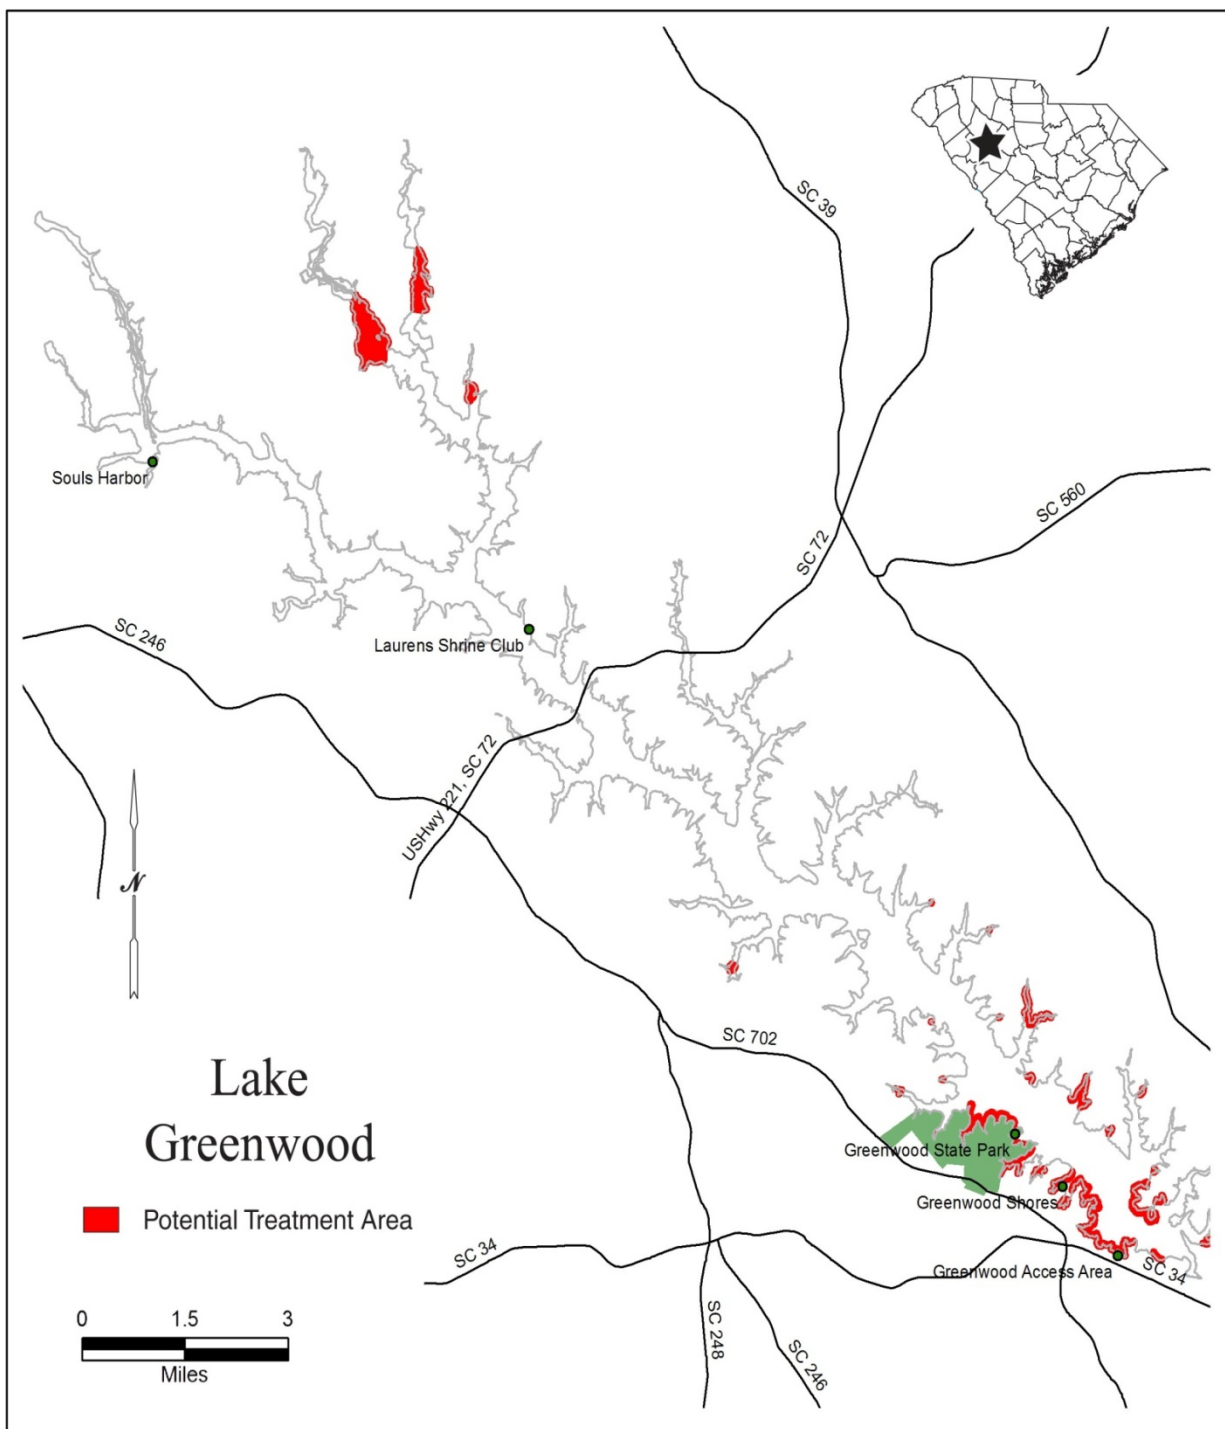 SC 39
SC 560
SC 72
Souls Harbor
SC 246
Laurens Shrine Club
USHwy 221, SC 72
N
SC 702
Lake
Greenwood
Greenwood State Park
Greenwood Shores
Potential Treatment Area
SC 34
Greenwood Access Area
SC 34
0 1.5 3
Miles
SC 248
SC 246